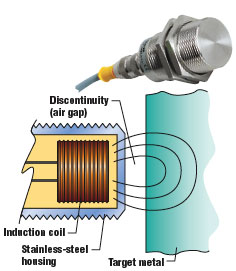 Discontinuity
(air gap)
Induction coil
Stainless-steel
housing
Target metal